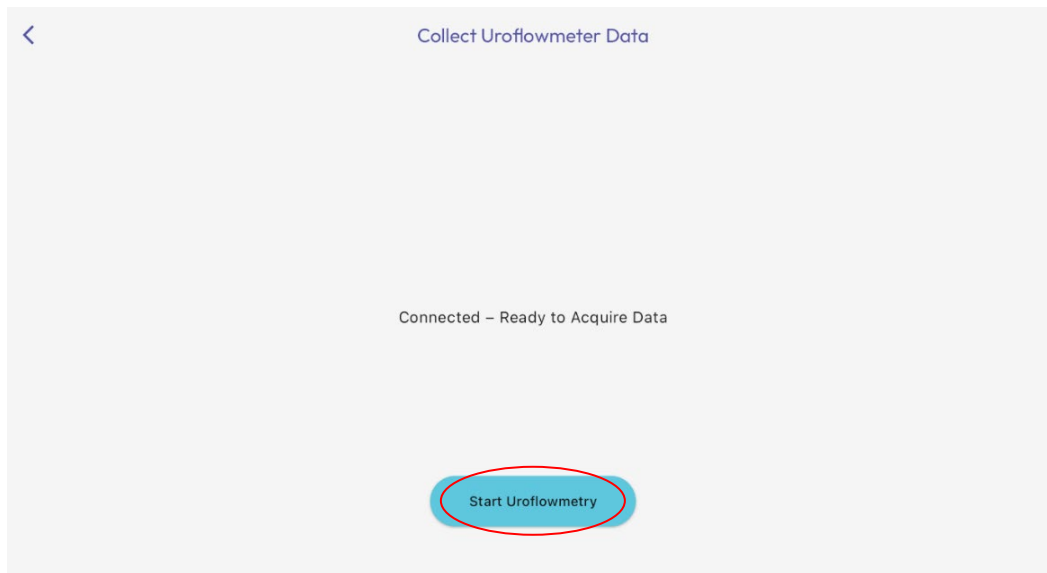 Collect Uroflowmeter Data
Connected – Ready to Acquire Data
Start Uroflowmetry